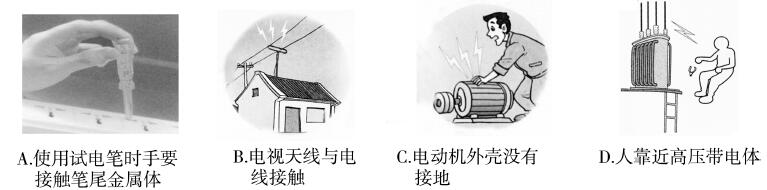 A.使用试电笔时手要
接触笔尾金属体
B.电视天线与电
线接触
C.电动机外壳没有
接地
D.人靠近高压带电体